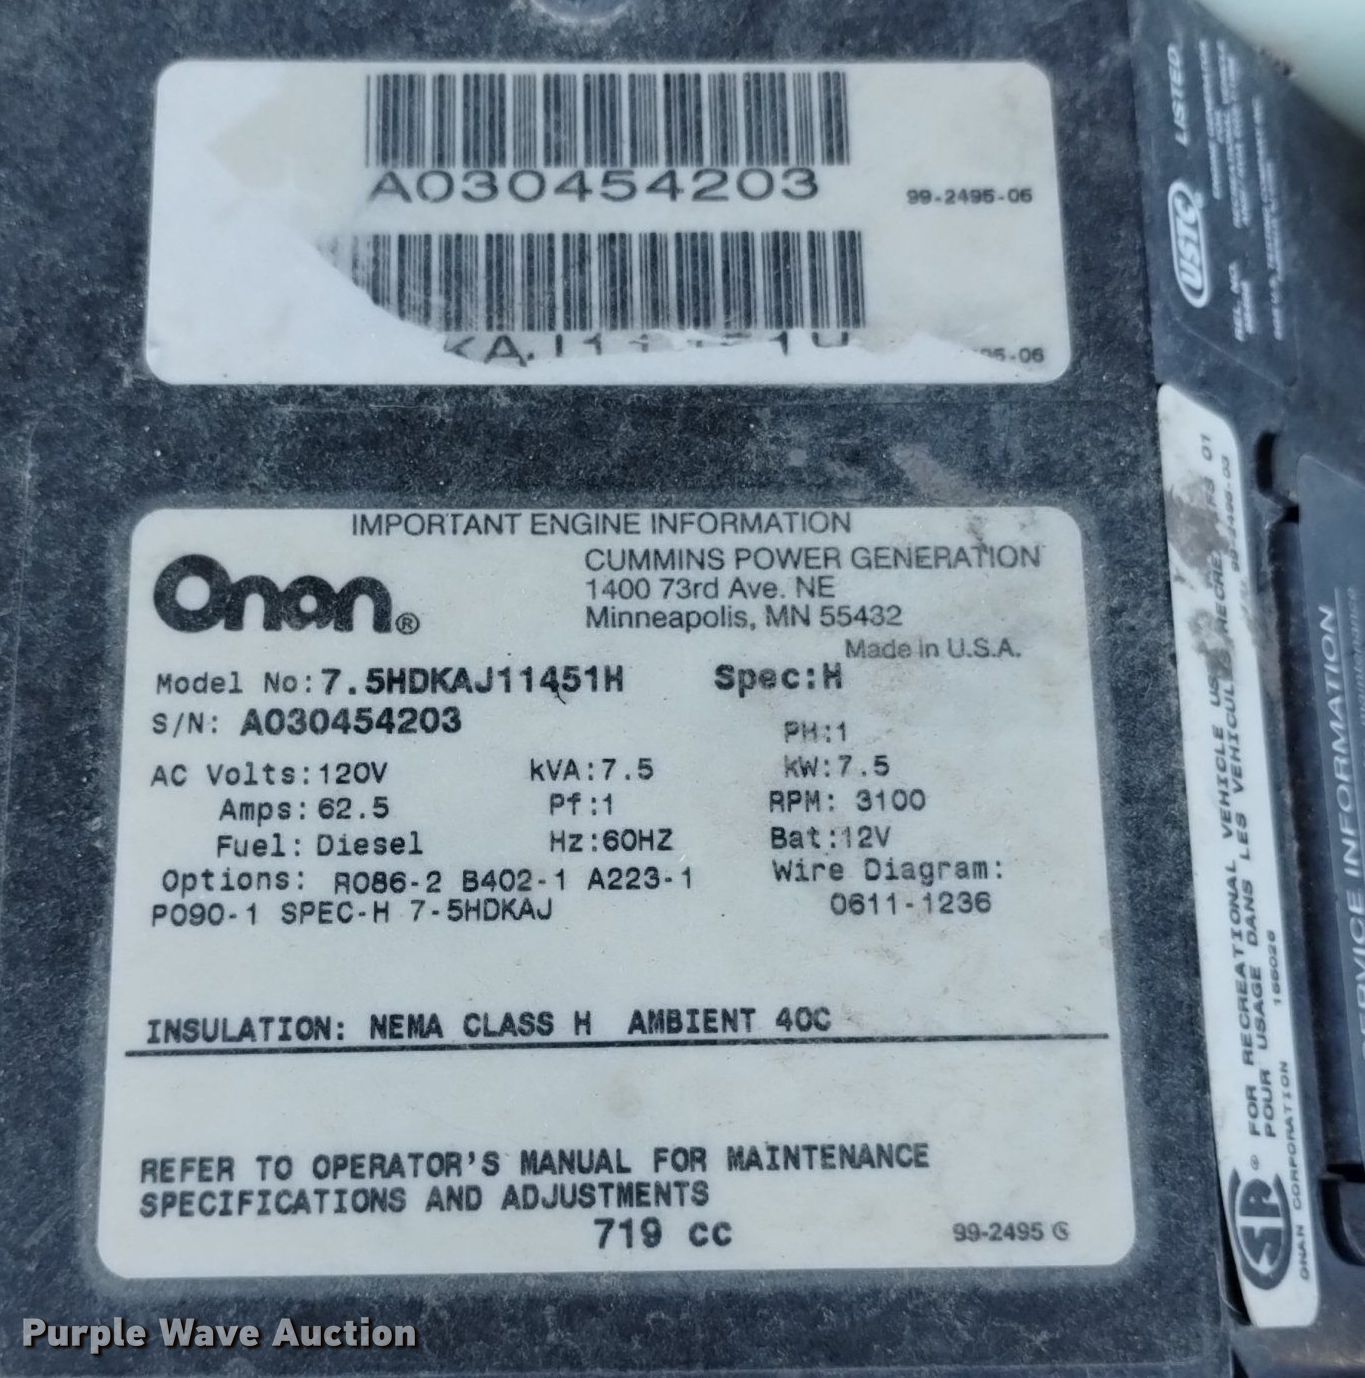 A030454203
99-2495-06
IMPORTANT ENGINE INFORMATION
Onan®
CUMMINS POWER GENERATION
1400 73rd Ave. NE
Minneapolis, MN 55432
Made in U.S.A.
Model No: 7.5HDKAJ11451H Spec:H
S/N: A030454203
PH:1
AC Volts:120V kVA:7.5 kW:7.5
Amps:62.5 Pf:1 RPM: 3100
Fuel: Diesel Hz:60HZ Bat:12V
Options: R086-2 B402-1 A223-1 Wire Diagram:
P090-1 SPEC-H 7-5HDKAJ 0611-1236
INSULATION: NEMA CLASS H AMBIENT 40C
REFER TO OPERATOR'S MANUAL FOR MAINTENANCE
SPECIFICATIONS AND ADJUSTMENTS
719 cc
99-2495 G
USTC
LISTED
SA ®
FOR RECREATIONAL VEHICLE
POUR USAGE DANS LES
ONAN CORPORATION 166026
INFORMATION
Purple Wave Auction